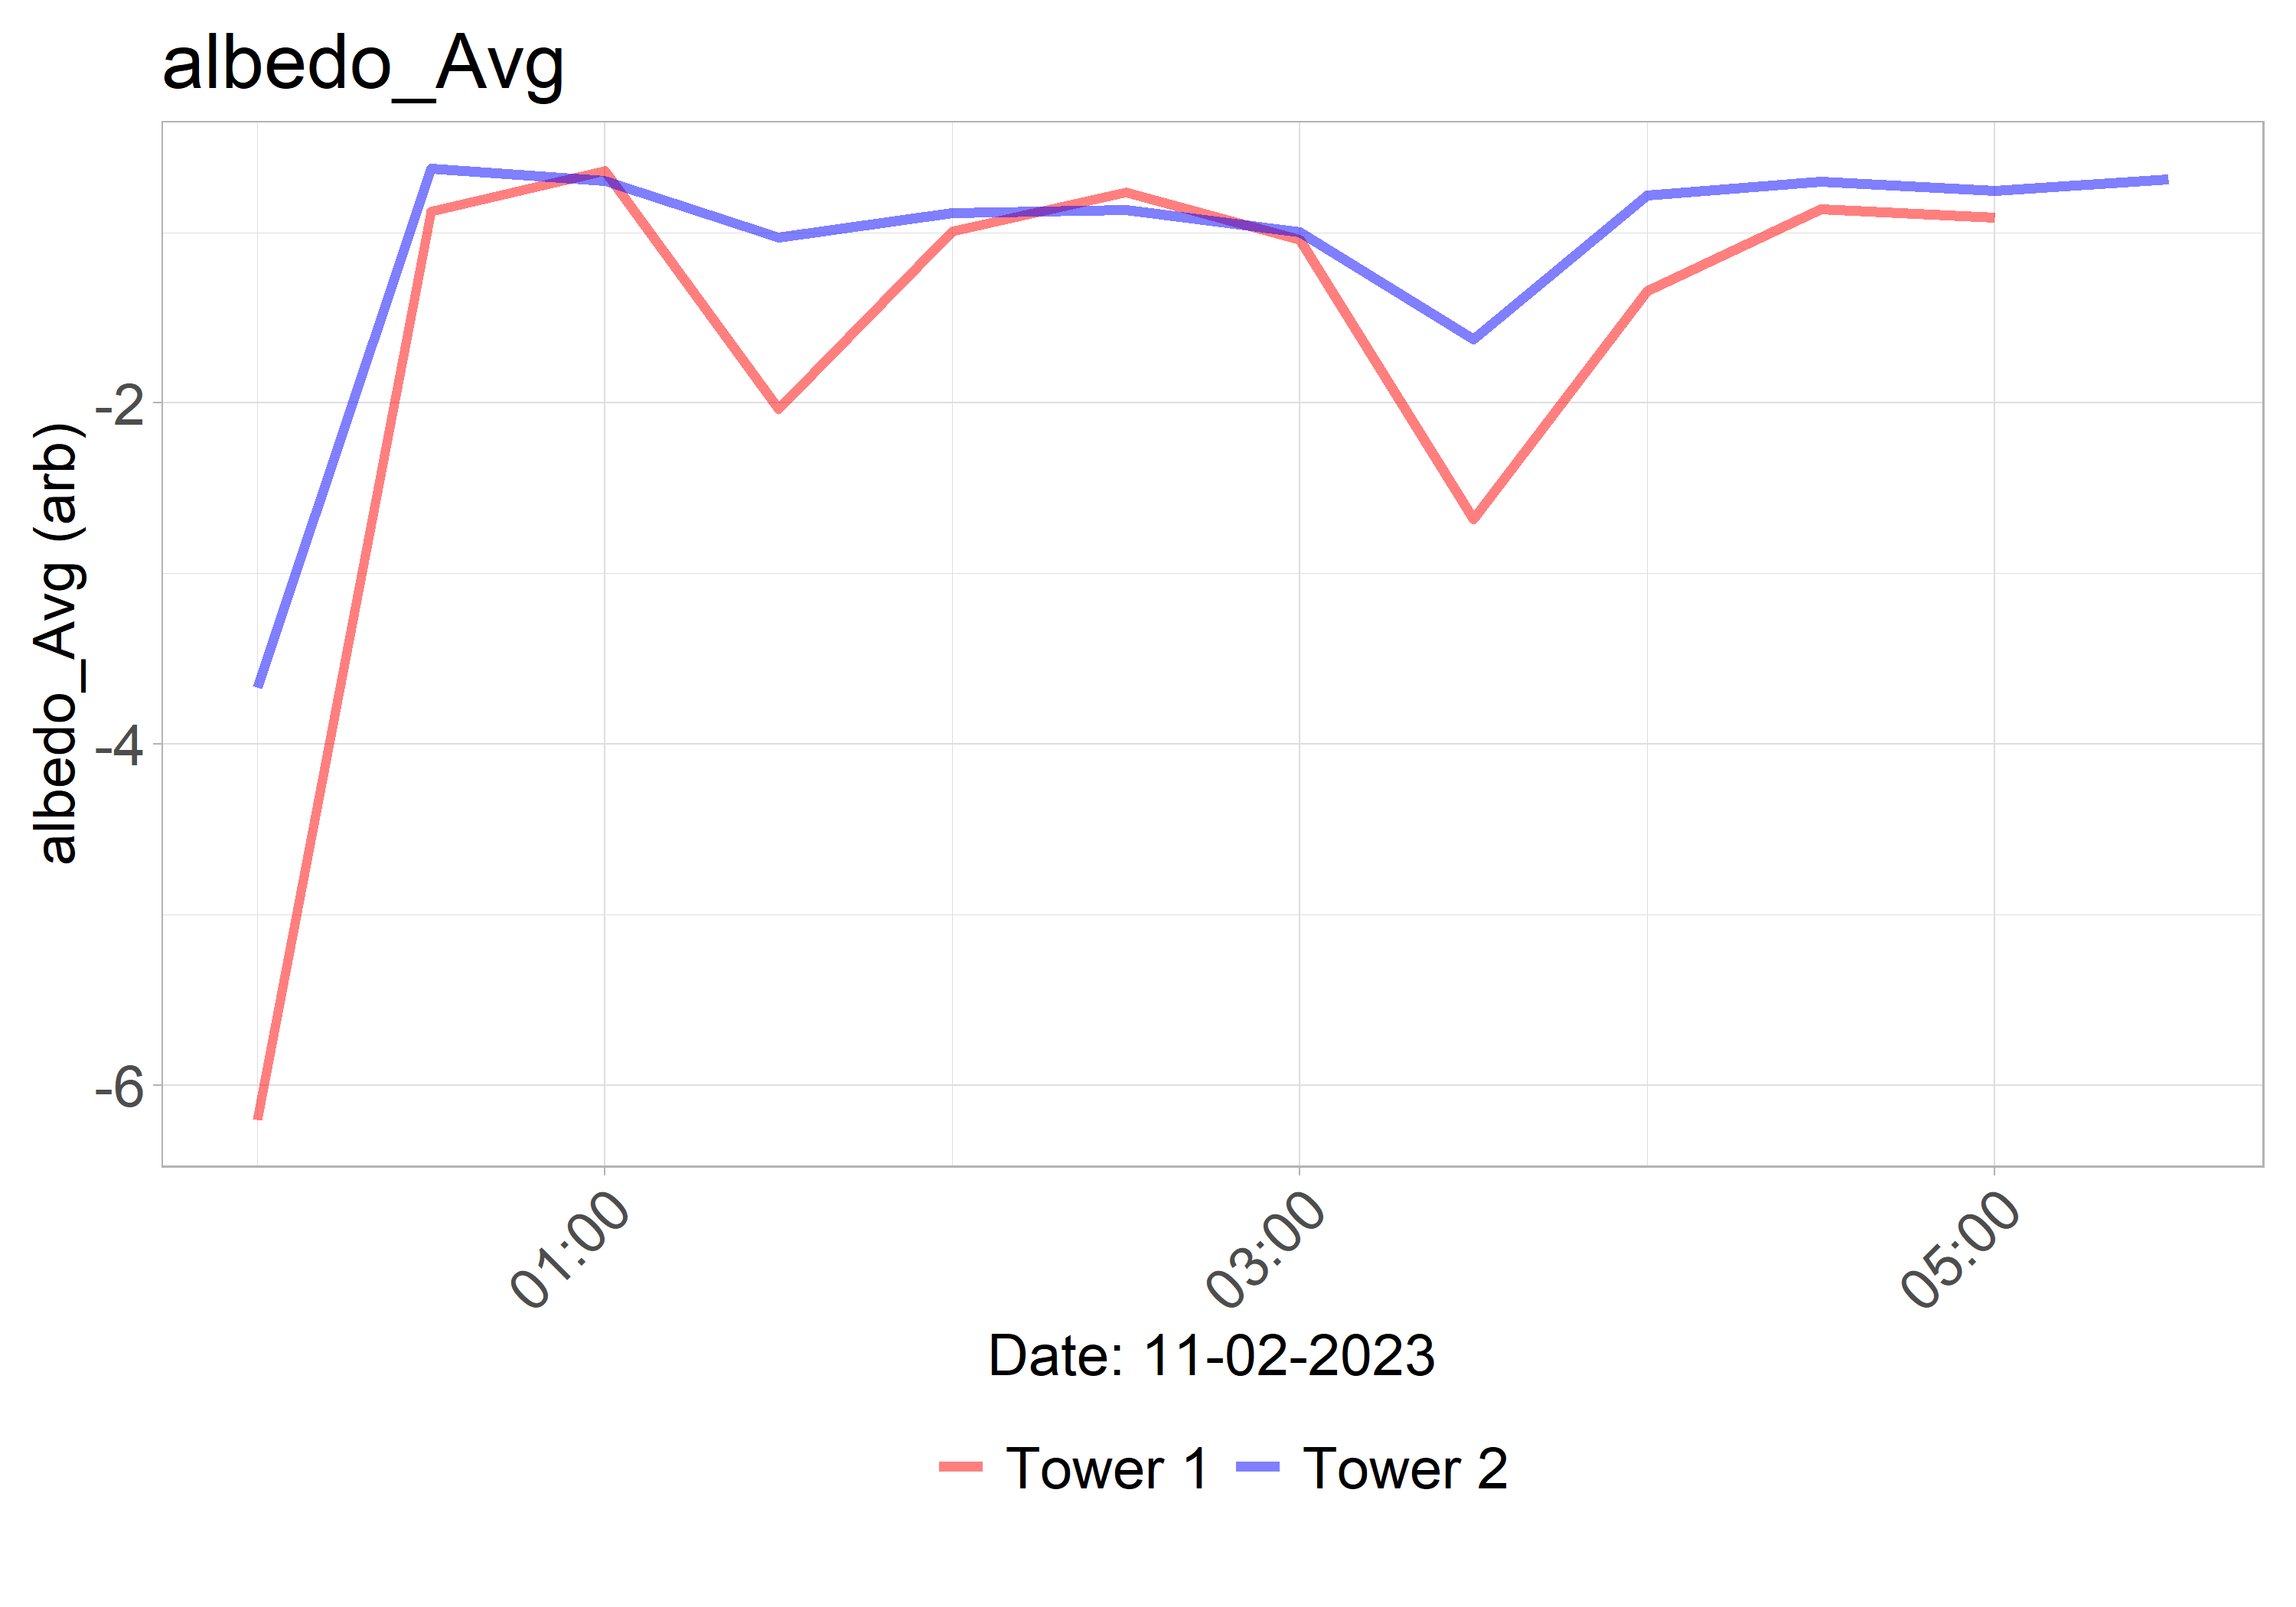 albedo_Avg
albedo_Avg (arb)
-2
-4
-6
01:00
03:00
05:00
Date: 11-02-2023
Tower 1
Tower 2